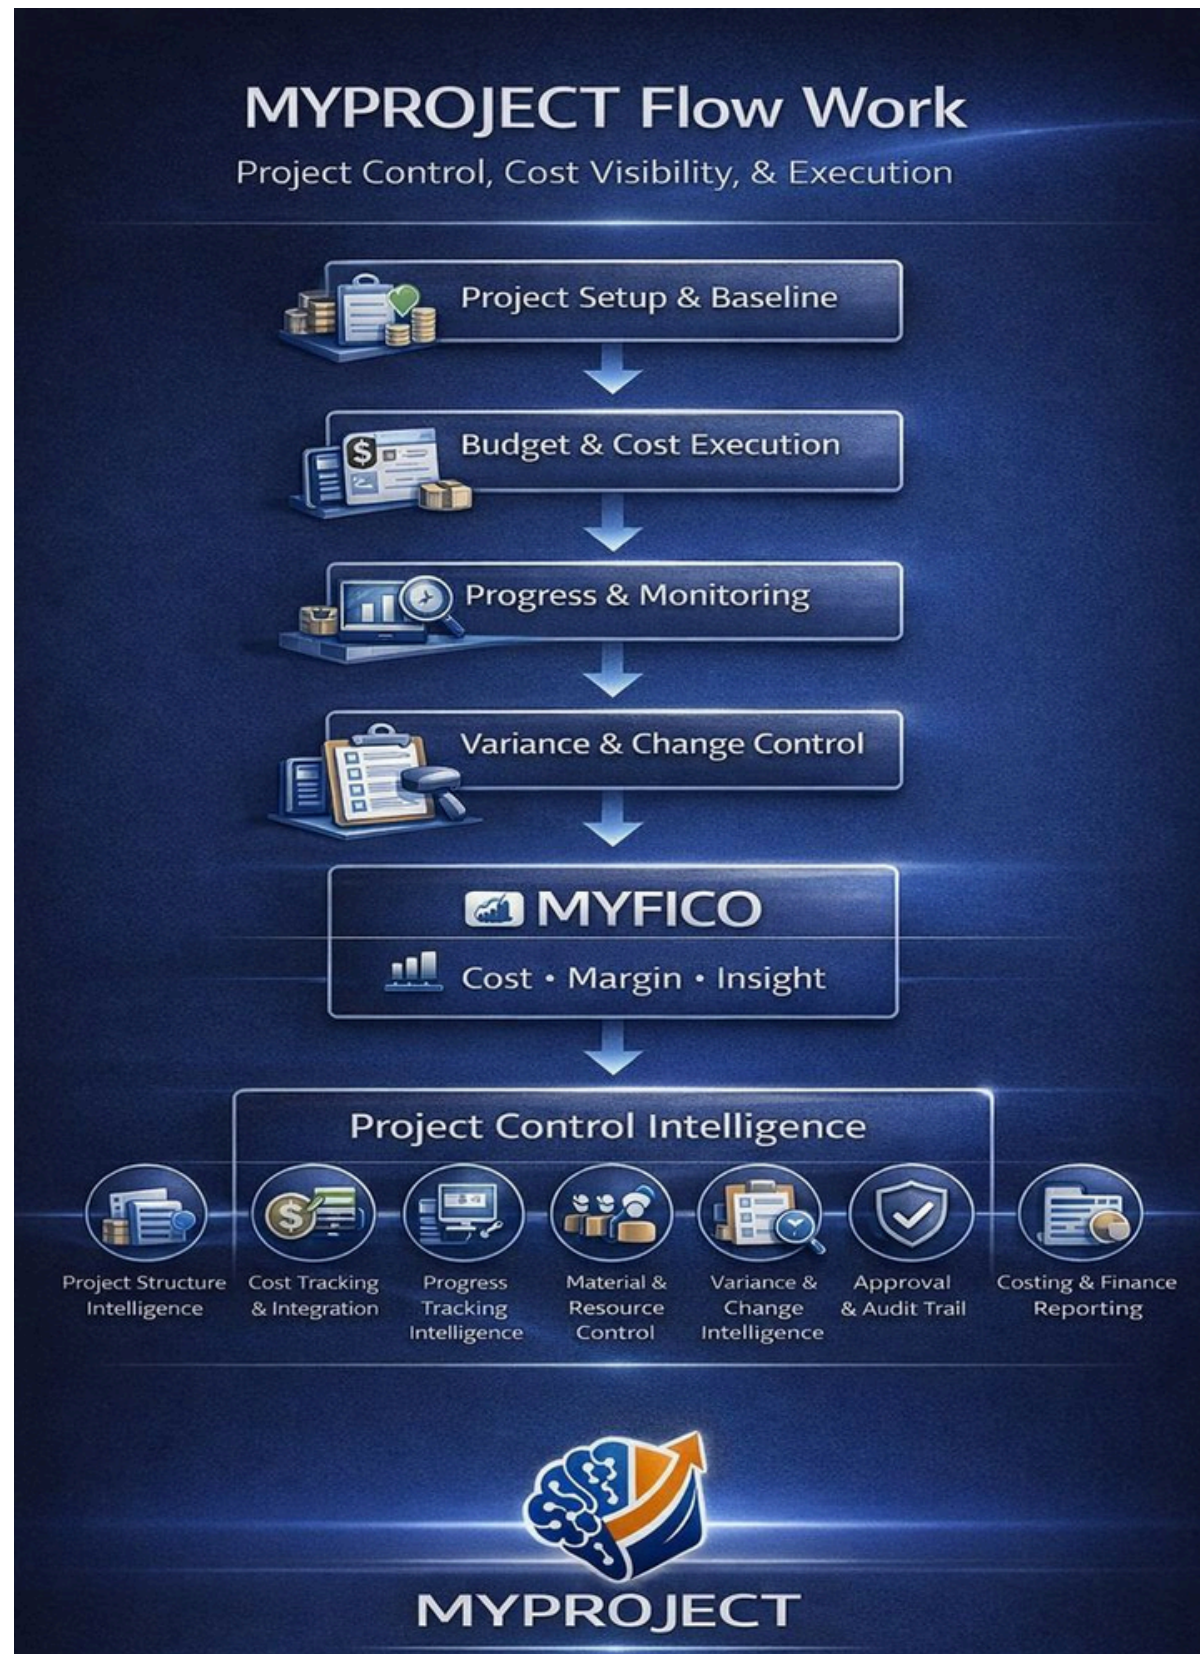 MYPROJECT Flow Work
Project Control, Cost Visibility, & Execution
Project Setup & Baseline
$
Budget & Cost Execution
Progress & Monitoring
Variance & Change Control
MYFICO
Cost • Margin • Insight
Project Control Intelligence
$
Project Structure
Intelligence
Cost Tracking
& Integration
Progress
Tracking
Intelligence
Material &
Resource
Control
Variance &
Change
Intelligence
Approval
& Audit Trail
Costing & Finance
Reporting
MYPROJECT